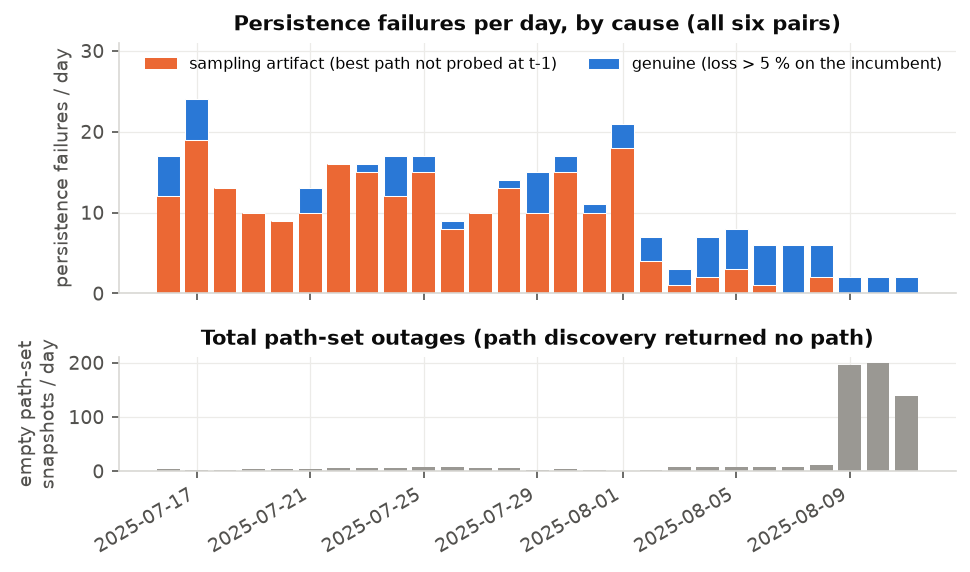 Persistence failures per day, by cause (all six pairs)
sampling artifact (best path not probed at t-1)
genuine (loss > 5 % on the incumbent)
persistence failures / day
30
20
10
0
Total path-set outages (path discovery returned no path)
empty path-set
snapshots / day
200
100
0
2025-07-17
2025-07-21
2025-07-25
2025-07-29
2025-08-01
2025-08-05
2025-08-09